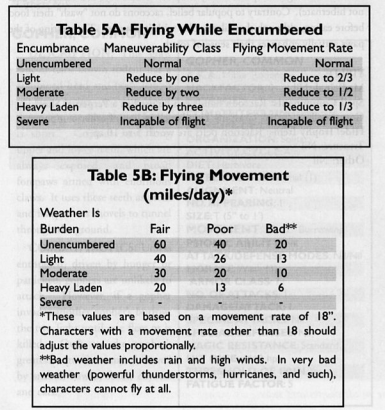 Table 5A: Flying While Encumbered
Encumbrance Maneuverability Class Flying Movement Rate
Unencumbered Normal Normal
Light Reduce by one Reduce to 2/3
Moderate Reduce by two Reduce to 1/2
Heavy Laden Reduce by three Reduce to 1/3
Severe Incapable of flight Incapable of flight
Table 5B: Flying Movement
(miles/day)*
Weather Is
Burden Fair Poor Bad**
Unencumbered 60 40 20
Light 40 26 13
Moderate 30 20 10
Heavy Laden 20 13 6
Severe - - -
*These values are based on a movement rate of 18".
Characters with a movement rate other than 18 should
adjust the values proportionally.
**Bad weather includes rain and high winds. In very bad
weather (powerful thunderstorms, hurricanes, and such),
characters cannot fly at all.